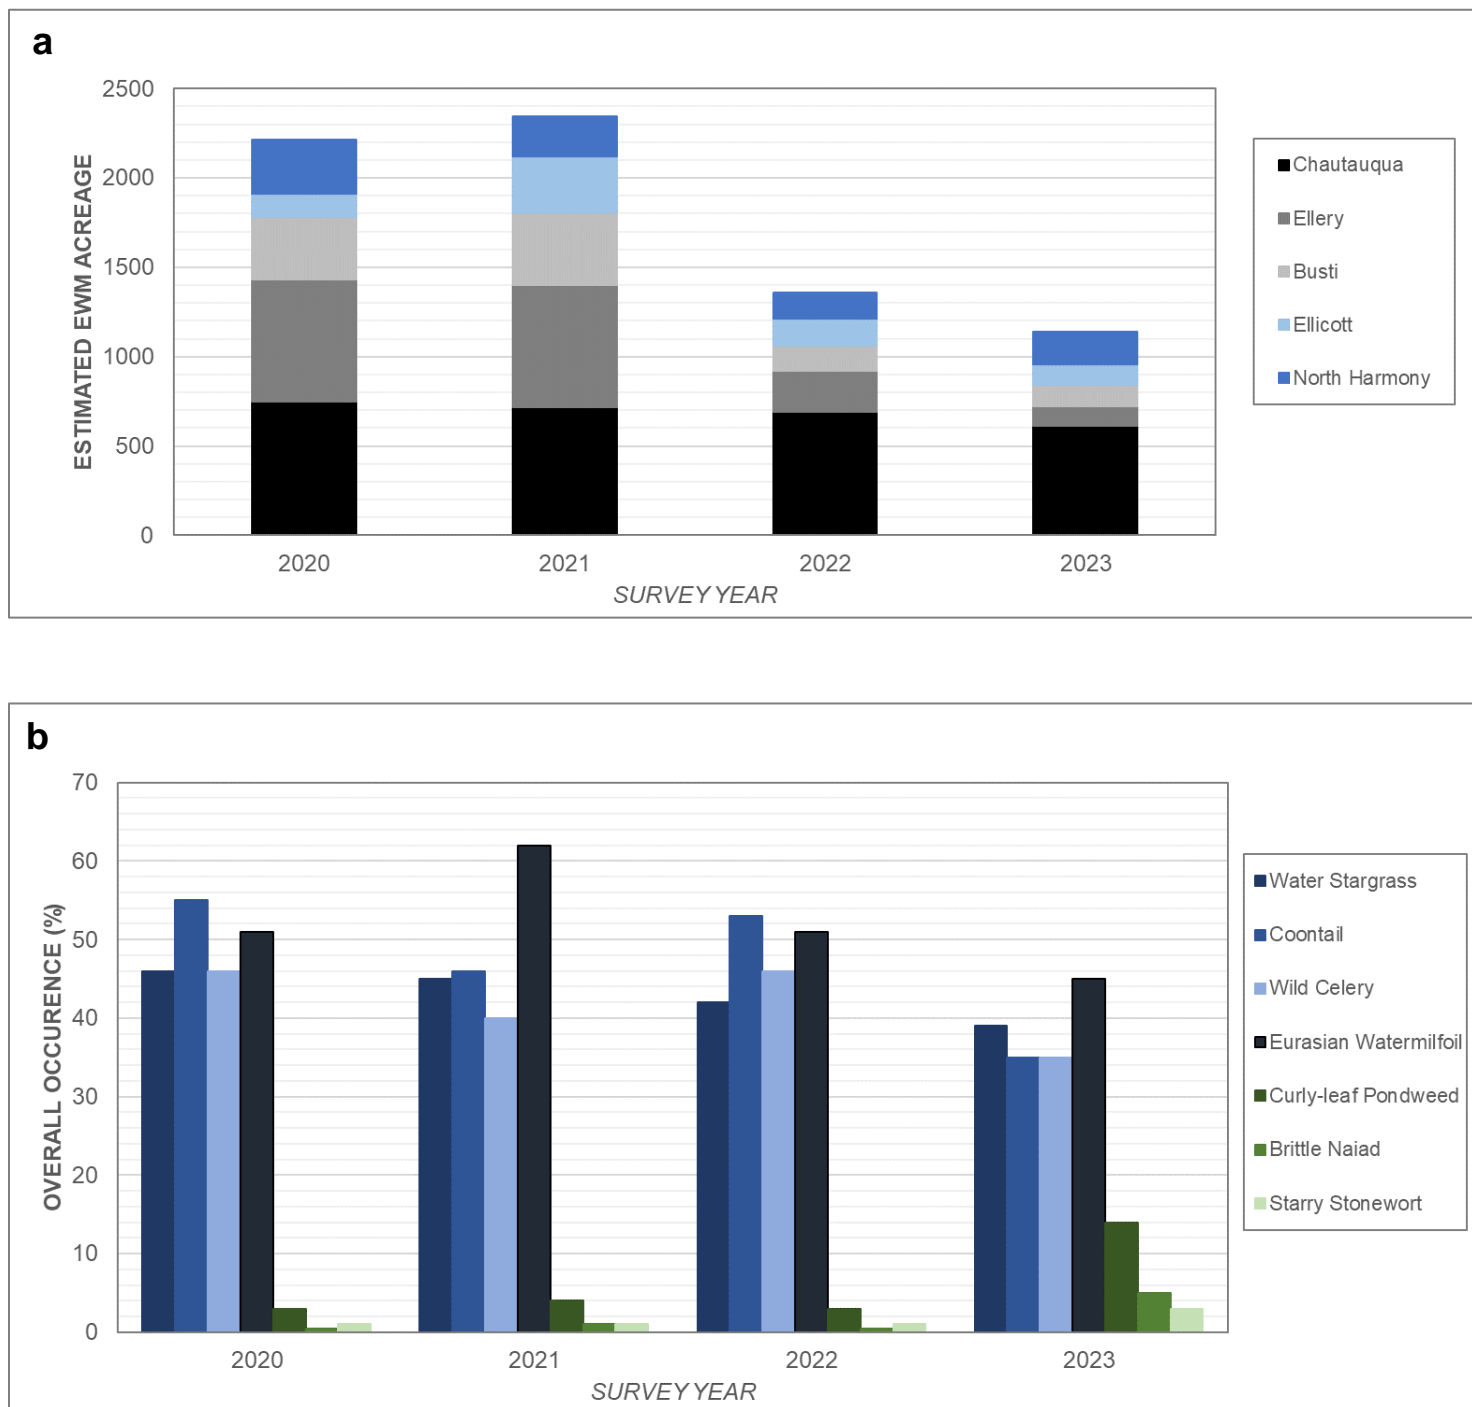 a
2500
2000
1500
1000
500
0
ESTIMATED EWM ACREAGE
2020 2021 2022 2023
SURVEY YEAR
Chautauqua
Ellery
Busti
Ellicott
North Harmony
b
70
60
50
40
30
20
10
0
OVERALL OCCURENCE (%)
2020 2021 2022 2023
SURVEY YEAR
Water Stargrass
Coontail
Wild Celery
Eurasian Watermilfoil
Curly-leaf Pondweed
Brittle Naiad
Starry Stonewort